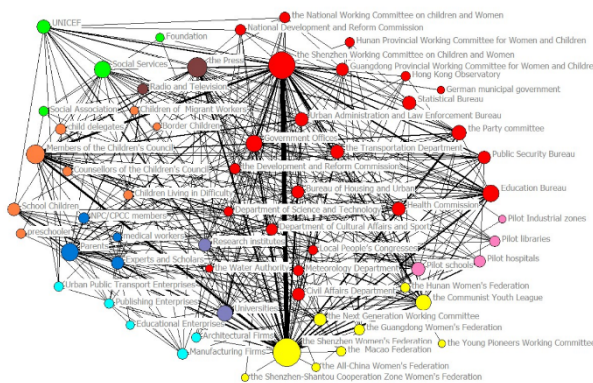 the National Working Committee on children and Women
UNICEF
National Development and Reform Commission
Foundation
Hunan Provincial Working Committee for Women and Children
the Shenzhen Working Committee on Children and Women
the Press
Guangdong Provincial Working Committee for Women and Children
Social Services
Hong Kong Observatory
Radio and Television
German municipal government
Statistical Bureau
Social Associations
Children of Migrant Workers
Urban Administration and Law Enforcement Bureau
child delegates
Border Children
the Party committee
Government Offices
the Transportation Department
Members of the Children's Council
Public Security Bureau
the Development and Reform Commissions
Counsellors of the Children's Council
Bureau of Housing and Urban
Education Bureau
Children Living in Difficulty
School Children
Department of Science and Technology
Health Commission
NPC/CPCC members
Pilot Industrial zones
Department of Cultural Affairs and Sport
preschooler
medical workers
Research institutes
Pilot libraries
Parents
Local People's Congresses
Pilot hospitals
Experts and Scholars
the Water Authority
Meteorology Department
Pilot schools
Urban Public Transport Enterprises
Civil Affairs Department
the Hunan Women's Federation
Publishing Enterprises
the Communist Youth League
Universities
the Next Generation Working Committee
Educational Enterprises
the Guangdong Women's Federation
Architectural Firms
the Shenzhen Women's Federation
the Young Pioneers Working Committee
Manufacturing Firms
the Macao Federation
the All-China Women's Federation
the Shenzhen-Shantou Cooperation Zone Women's Federation